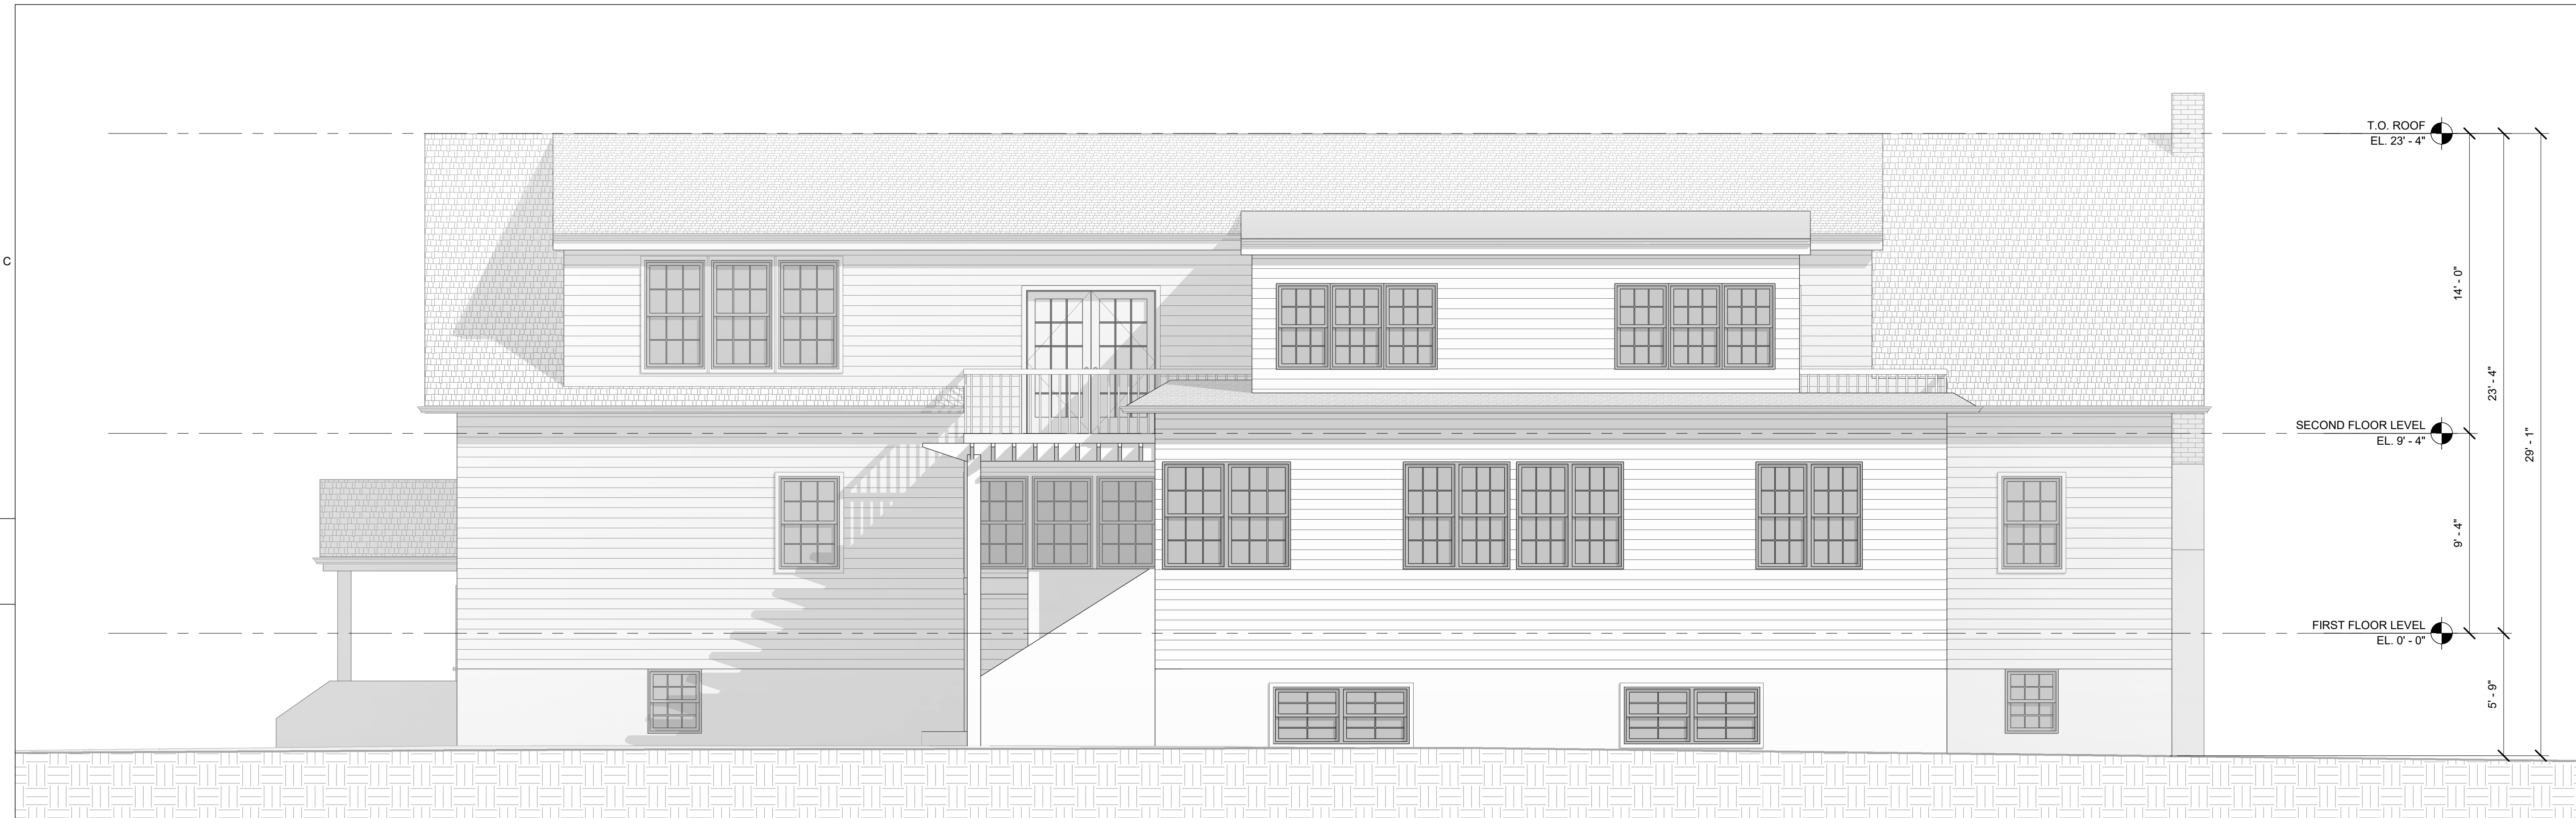 T.O. ROOF
EL. 23' - 4"
C
14' - 0"
23' - 4"
29' - 1"
SECOND FLOOR LEVEL
EL. 9' - 4"
9' - 4"
FIRST FLOOR LEVEL
EL. 0' - 0"
5' - 9"